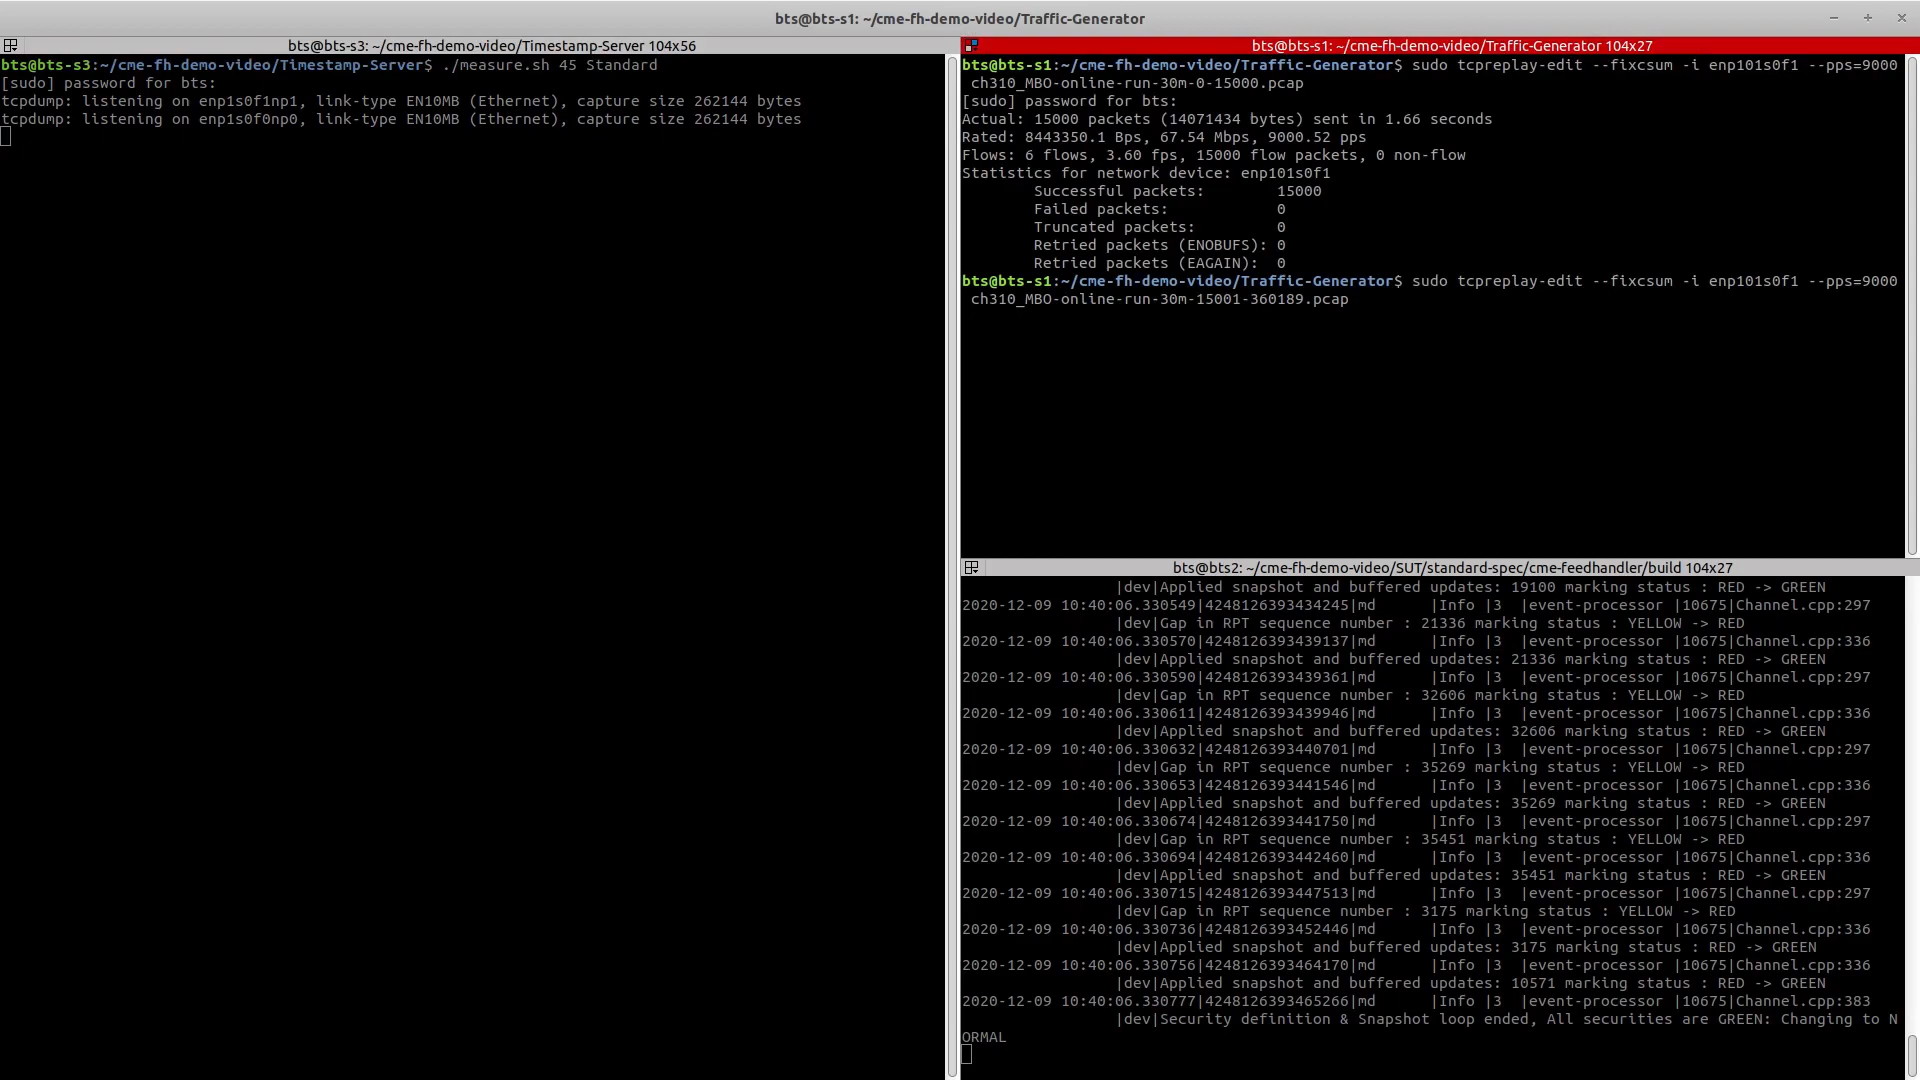 bts@bts-s1: ~/cme-fh-demo-video/Traffic-Generator
bts@bts-s3: ~/cme-fh-demo-video/Timestamp-Server 104x56
bts@bts-s3:~/cme-fh-demo-video/Timestamp-Server$ ./measure.sh 45 Standard
[sudo] password for bts:
tcpdump: listening on enp1s0f1np1, link-type EN10MB (Ethernet), capture size 262144 bytes
tcpdump: listening on enp1s0f0np0, link-type EN10MB (Ethernet), capture size 262144 bytes
bts@bts-s1: ~/cme-fh-demo-video/Traffic-Generator 104x27
bts@bts-s1:~/cme-fh-demo-video/Traffic-Generator$ sudo tcpreplay-edit --fixcsum -i enp101s0f1 --pps=9000
ch310_MBO-online-run-30m-0-15000.pcap
[sudo] password for bts:
Actual: 15000 packets (14071434 bytes) sent in 1.66 seconds
Rated: 8443350.1 Bps, 67.54 Mbps, 9000.52 pps
Flows: 6 flows, 3.60 fps, 15000 flow packets, 0 non-flow
Statistics for network device: enp101s0f1
Successful packets: 15000
Failed packets: 0
Truncated packets: 0
Retried packets (ENOBUFS): 0
Retried packets (EAGAIN): 0
bts@bts-s1:~/cme-fh-demo-video/Traffic-Generator$ sudo tcpreplay-edit --fixcsum -i enp101s0f1 --pps=9000
ch310_MBO-online-run-30m-15001-360189.pcap
bts@bts2: ~/cme-fh-demo-video/SUT/standard-spec/cme-feedhandler/build 104x27
|dev|Applied snapshot and buffered updates: 19100 marking status : RED -> GREEN
2020-12-09 10:40:06.330549|4248126393434245|md |Info |3 |event-processor |10675|Channel.cpp:297
|dev|Gap in RPT sequence number : 21336 marking status : YELLOW -> RED
2020-12-09 10:40:06.330570|4248126393439137|md |Info |3 |event-processor |10675|Channel.cpp:336
|dev|Applied snapshot and buffered updates: 21336 marking status : RED -> GREEN
2020-12-09 10:40:06.330590|4248126393439361|md |Info |3 |event-processor |10675|Channel.cpp:297
|dev|Gap in RPT sequence number : 32606 marking status : YELLOW -> RED
2020-12-09 10:40:06.330611|4248126393439946|md |Info |3 |event-processor |10675|Channel.cpp:336
|dev|Applied snapshot and buffered updates: 32606 marking status : RED -> GREEN
2020-12-09 10:40:06.330632|4248126393440701|md |Info |3 |event-processor |10675|Channel.cpp:297
|dev|Gap in RPT sequence number : 35269 marking status : YELLOW -> RED
2020-12-09 10:40:06.330653|4248126393441546|md |Info |3 |event-processor |10675|Channel.cpp:336
|dev|Applied snapshot and buffered updates: 35269 marking status : RED -> GREEN
2020-12-09 10:40:06.330674|4248126393441750|md |Info |3 |event-processor |10675|Channel.cpp:297
|dev|Gap in RPT sequence number : 35451 marking status : YELLOW -> RED
2020-12-09 10:40:06.330694|4248126393442460|md |Info |3 |event-processor |10675|Channel.cpp:336
|dev|Applied snapshot and buffered updates: 35451 marking status : RED -> GREEN
2020-12-09 10:40:06.330715|4248126393447513|md |Info |3 |event-processor |10675|Channel.cpp:297
|dev|Gap in RPT sequence number : 3175 marking status : YELLOW -> RED
2020-12-09 10:40:06.330736|4248126393452446|md |Info |3 |event-processor |10675|Channel.cpp:336
|dev|Applied snapshot and buffered updates: 3175 marking status : RED -> GREEN
2020-12-09 10:40:06.330756|4248126393464170|md |Info |3 |event-processor |10675|Channel.cpp:336
|dev|Applied snapshot and buffered updates: 10571 marking status : RED -> GREEN
2020-12-09 10:40:06.330777|4248126393465266|md |Info |3 |event-processor |10675|Channel.cpp:383
|dev|Security definition & Snapshot loop ended, All securities are GREEN: Changing to N
ORMAL